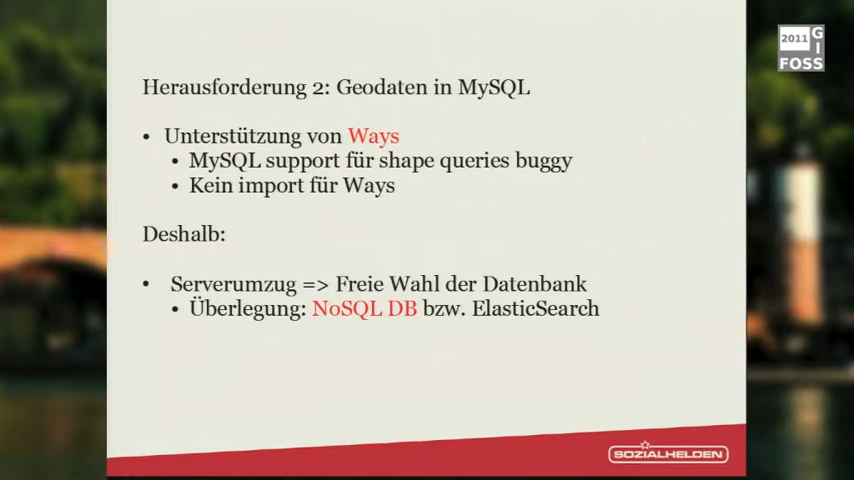 2011 G
I
FOSS
Herausforderung 2: Geodaten in MySQL
• Unterstützung von Ways
• MySQL support für shape queries buggy
• Kein import für Ways
Deshalb:
• Serverumzug => Freie Wahl der Datenbank
• Überlegung: NoSQL DB bzw. ElasticSearch
SOZIALHELDEN